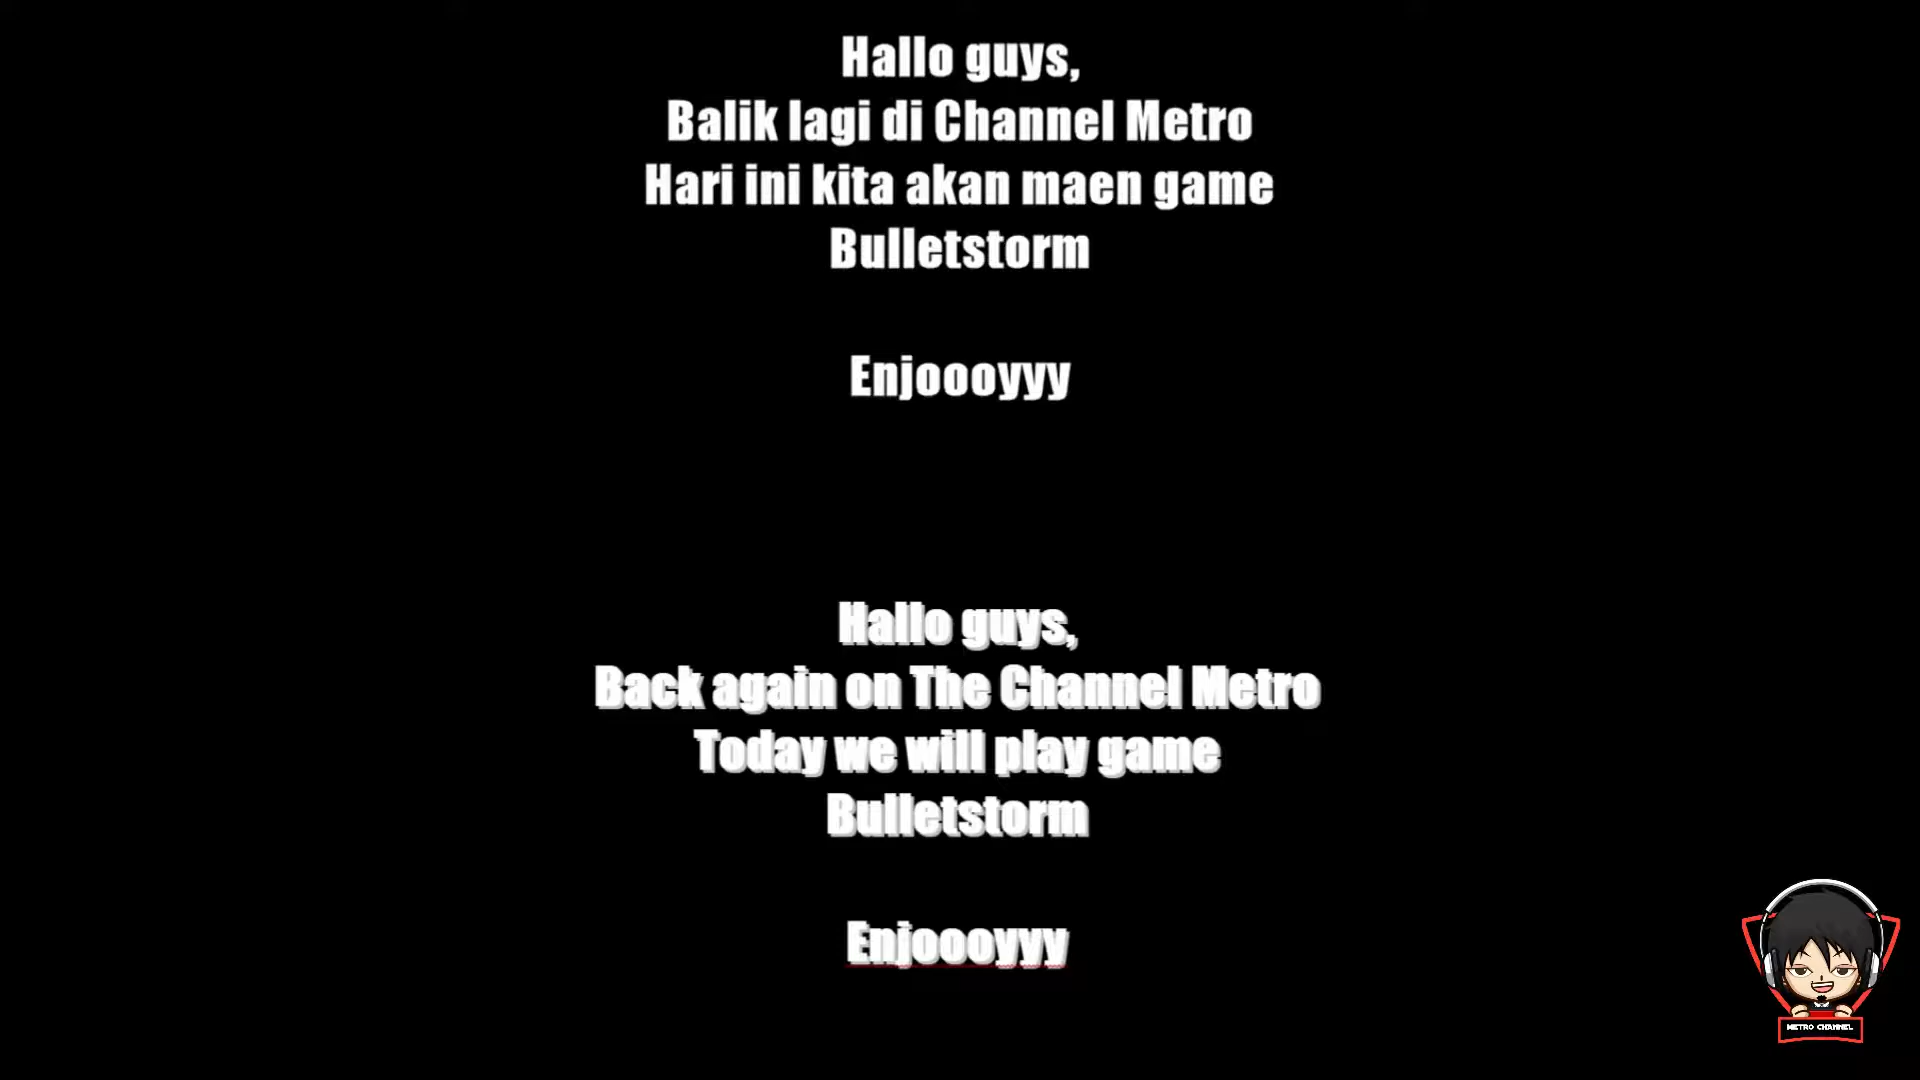 Hallo guys,
Balik lagi di Channel Metro
Hari ini kita akan maen game
Bulletstorm
Enjoooyyy
Hallo guys,
Back again on The Channel Metro
Today we will play game
Bulletstorm
Enjoooyyy
METRO CHANNEL